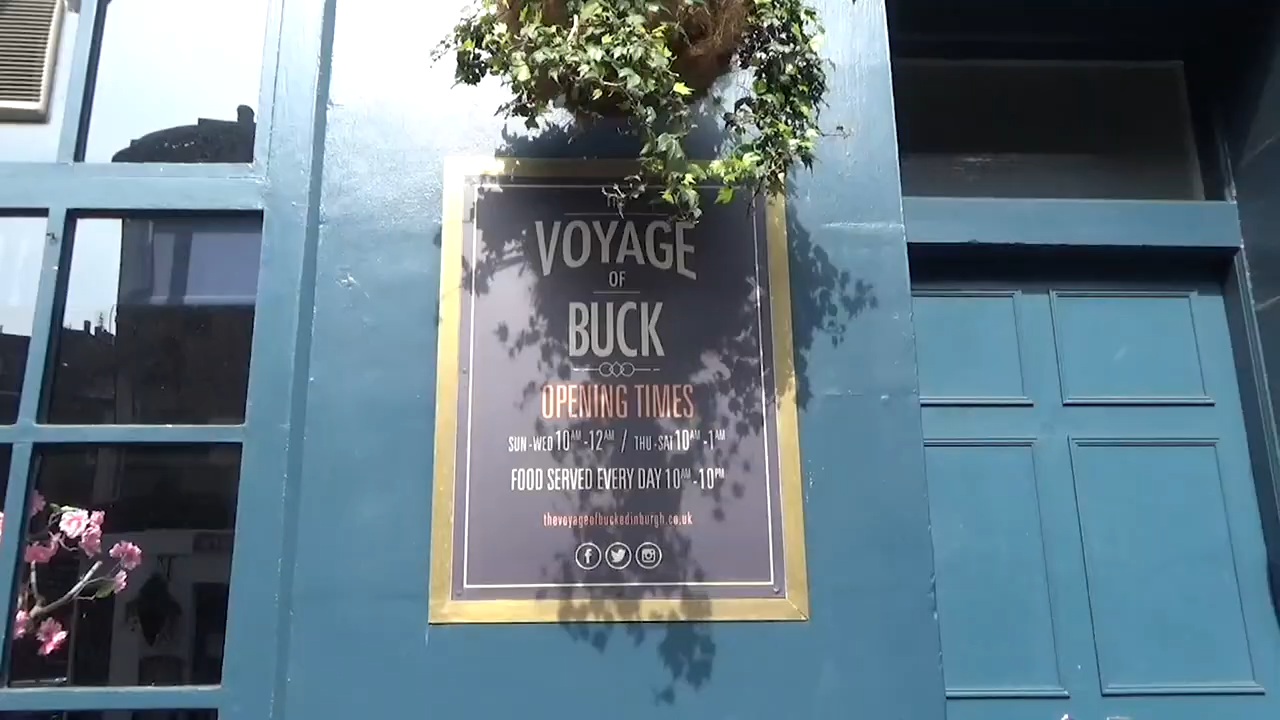 VOYAGE
OF
BUCK
OPENING TIMES
SUN-WED 10AM-12AM / THU-SAT 10AM-1AM
FOOD SERVED EVERY DAY 10AM-10PM
thevoyageofbuckedinburgh.co.uk